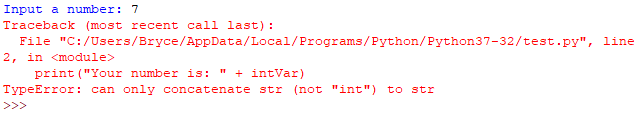 Input a number: 7
Traceback (most recent call last):
  File "C:/Users/Bryce/AppData/Local/Programs/Python/Python37-32/test.py", line
2, in <module>
    print("Your number is: " + intVar)
TypeError: can only concatenate str (not "int") to str
>>>